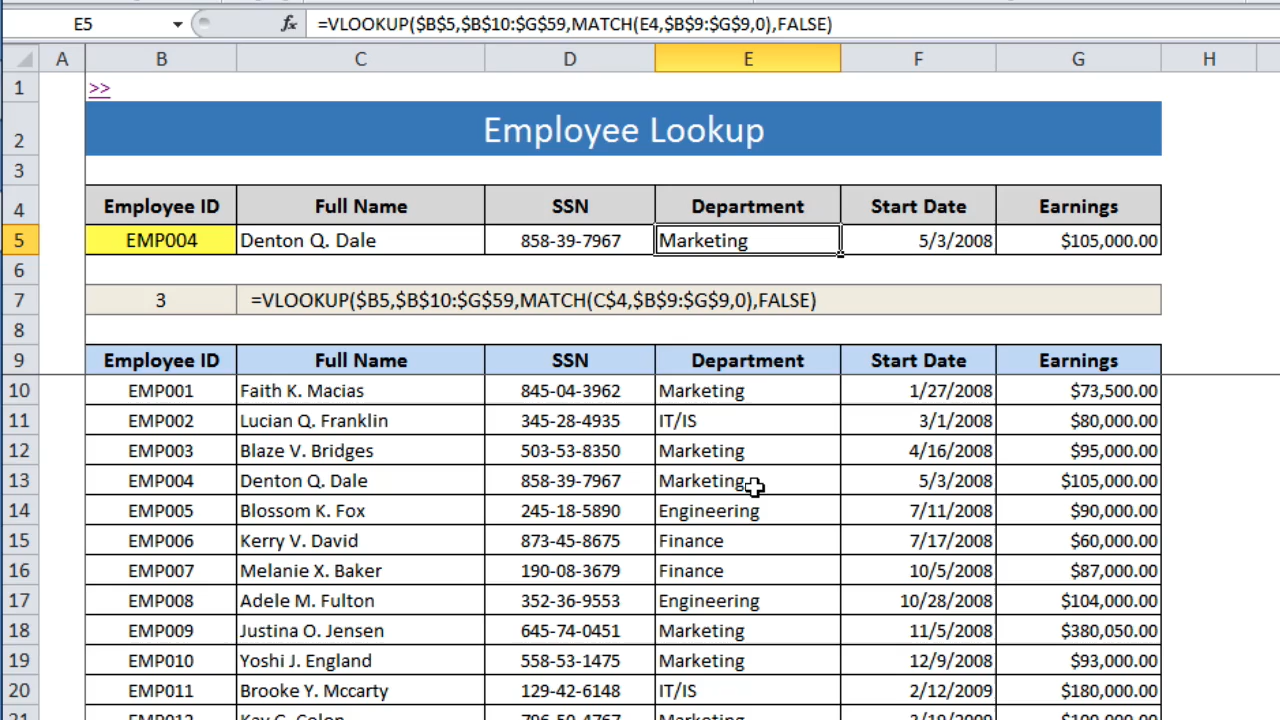 E5 fx =VLOOKUP($B$5,$B$10:$G$59,MATCH(E4,$B$9:$G$9,0),FALSE)
A B C D E F G H
1 >>
2 Employee Lookup
3
4 Employee ID Full Name SSN Department Start Date Earnings
5 EMP004 Denton Q. Dale 858-39-7967 Marketing 5/3/2008 $105,000.00
6
7 3 =VLOOKUP($B5,$B$10:$G$59,MATCH(C$4,$B$9:$G$9,0),FALSE)
8
9 Employee ID Full Name SSN Department Start Date Earnings
10 EMP001 Faith K. Macias 845-04-3962 Marketing 1/27/2008 $73,500.00
11 EMP002 Lucian Q. Franklin 345-28-4935 IT/IS 3/1/2008 $80,000.00
12 EMP003 Blaze V. Bridges 503-53-8350 Marketing 4/16/2008 $95,000.00
13 EMP004 Denton Q. Dale 858-39-7967 Marketing 5/3/2008 $105,000.00
14 EMP005 Blossom K. Fox 245-18-5890 Engineering 7/11/2008 $90,000.00
15 EMP006 Kerry V. David 873-45-8675 Finance 7/17/2008 $60,000.00
16 EMP007 Melanie X. Baker 190-08-3679 Finance 10/5/2008 $87,000.00
17 EMP008 Adele M. Fulton 352-36-9553 Engineering 10/28/2008 $104,000.00
18 EMP009 Justina O. Jensen 645-74-0451 Marketing 11/5/2008 $380,050.00
19 EMP010 Yoshi J. England 558-53-1475 Marketing 12/9/2008 $93,000.00
20 EMP011 Brooke Y. Mccarty 129-42-6148 IT/IS 2/12/2009 $180,000.00